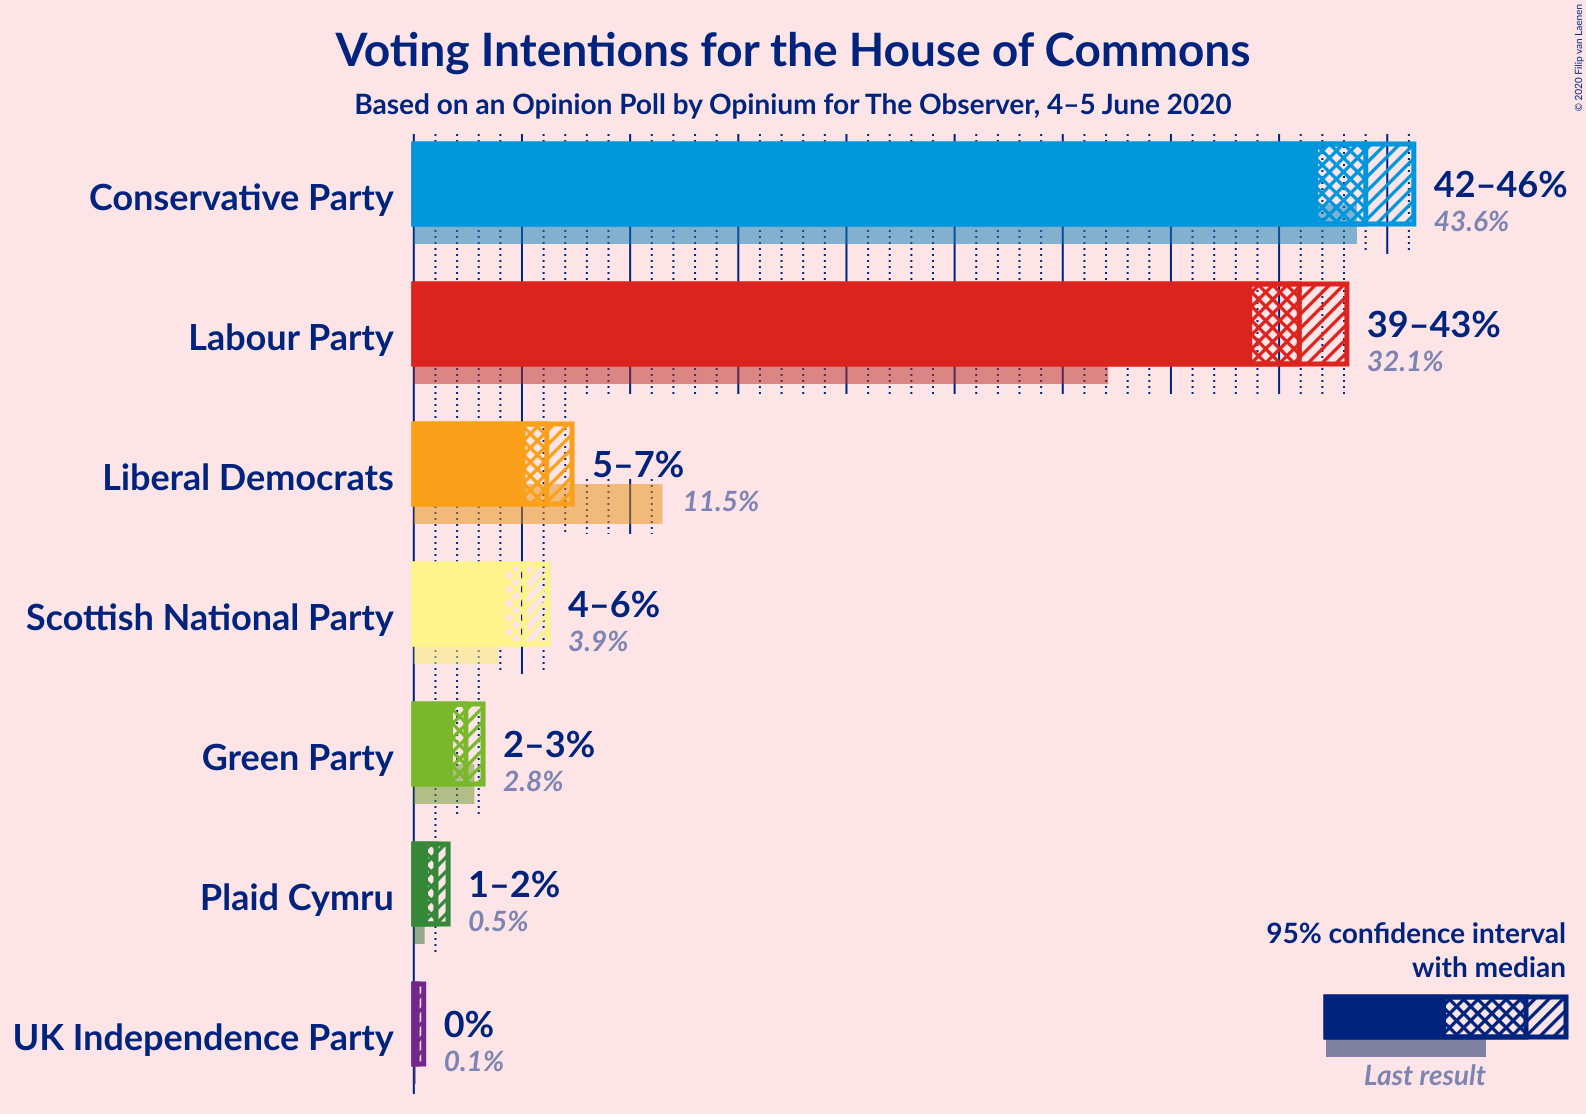 Voting Intentions for the House of Commons
Based on an Opinion Poll by Opinium for The Observer, 4–5 June 2020
© 2020 Filip van Laenen
Conservative Party
42–46%
43.6%
Labour Party
39–43%
32.1%
Liberal Democrats
5–7%
11.5%
Scottish National Party
4–6%
3.9%
Green Party
2–3%
2.8%
Plaid Cymru
1–2%
0.5%
UK Independence Party
0%
0.1%
95% confidence interval
with median
Last result